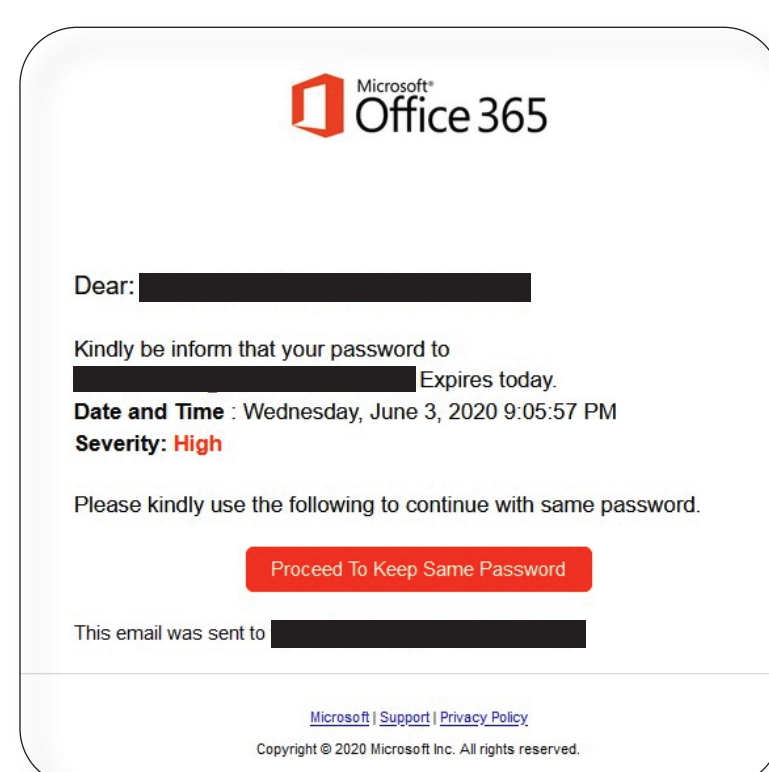 Microsoft®
Office 365
Dear:
Kindly be inform that your password to
Expires today.
Date and Time : Wednesday, June 3, 2020 9:05:57 PM
Severity: High
Please kindly use the following to continue with same password.
Proceed To Keep Same Password
This email was sent to
Microsoft | Support | Privacy Policy
Copyright © 2020 Microsoft Inc. All rights reserved.